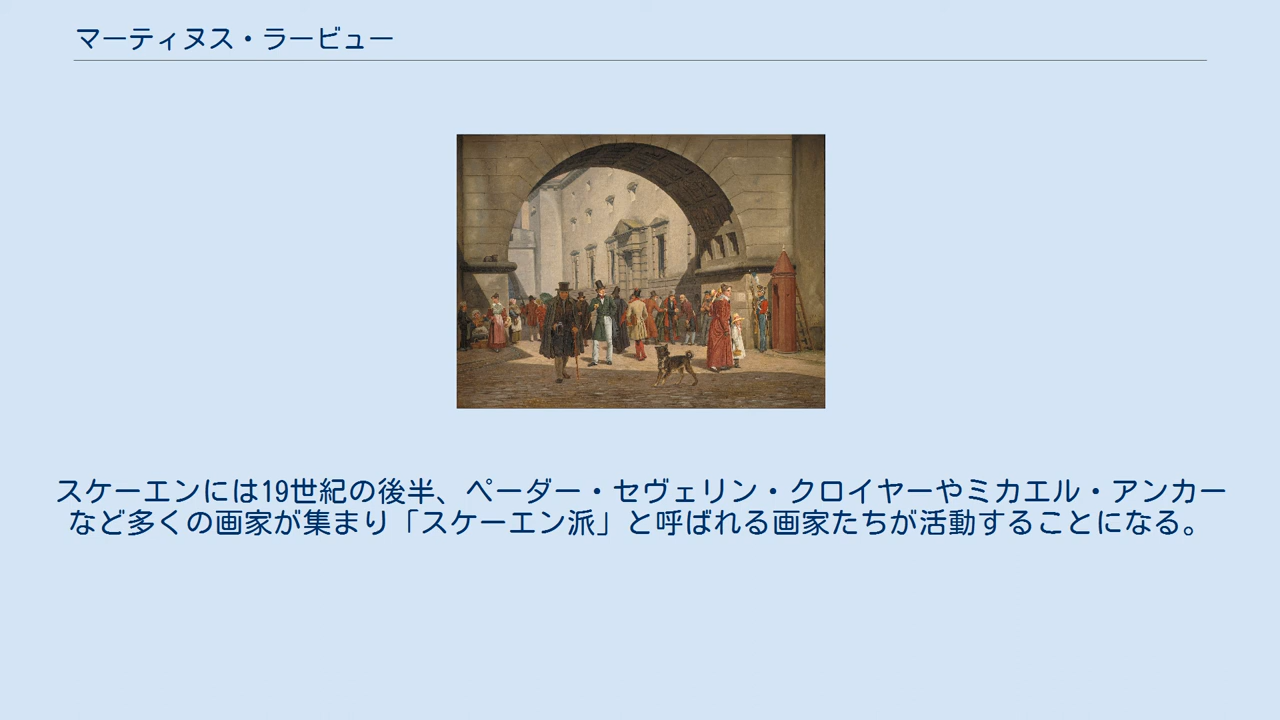 マーティヌス・ラービュー
スケーエンには19世紀の後半、ペーダー・セヴェリン・クロイヤーやミカエル・アンカー
など多くの画家が集まり「スケーエン派」と呼ばれる画家たちが活動することになる。